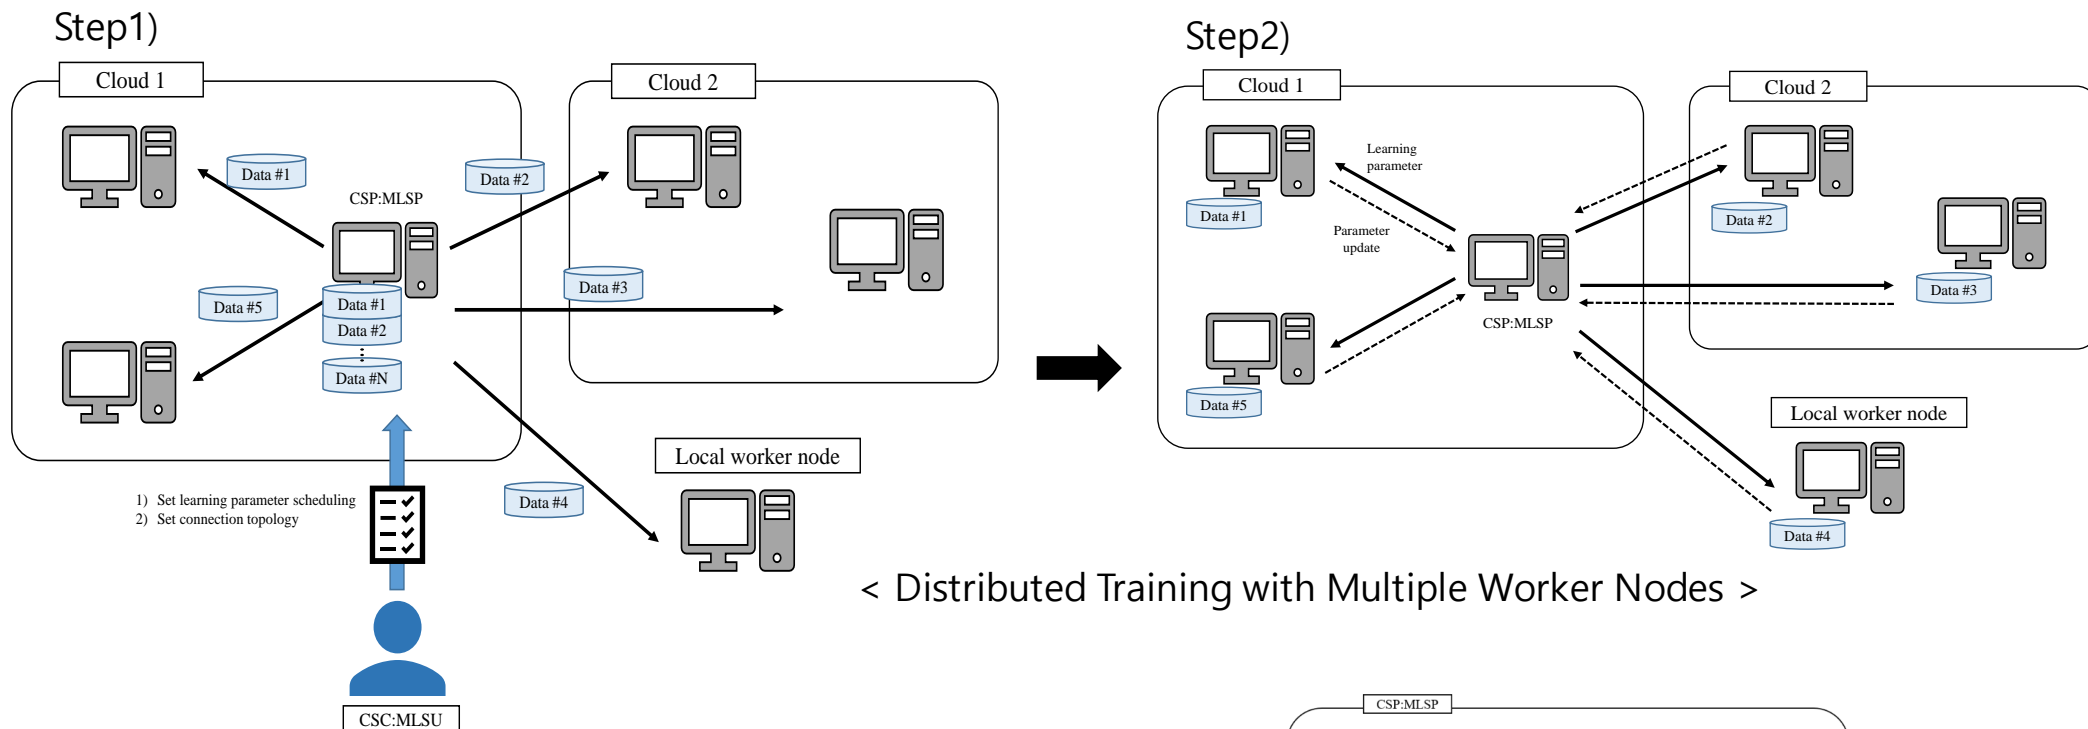 Step1)
Cloud 1
Cloud 2
Data #1
Data #2
CSP:MLSP
Data #5
Data #3
Data #1
Data #2
Data #N
1) Set learning parameter scheduling
2) Set connection topology
Data #4
Local worker node
CSC:MLSU
Step2)
Cloud 1
Cloud 2
Learning
parameter
Data #1
Data #2
Parameter
update
Data #3
CSP:MLSP
Data #5
Local worker node
Data #4
< Distributed Training with Multiple Worker Nodes >
CSP:MLSP